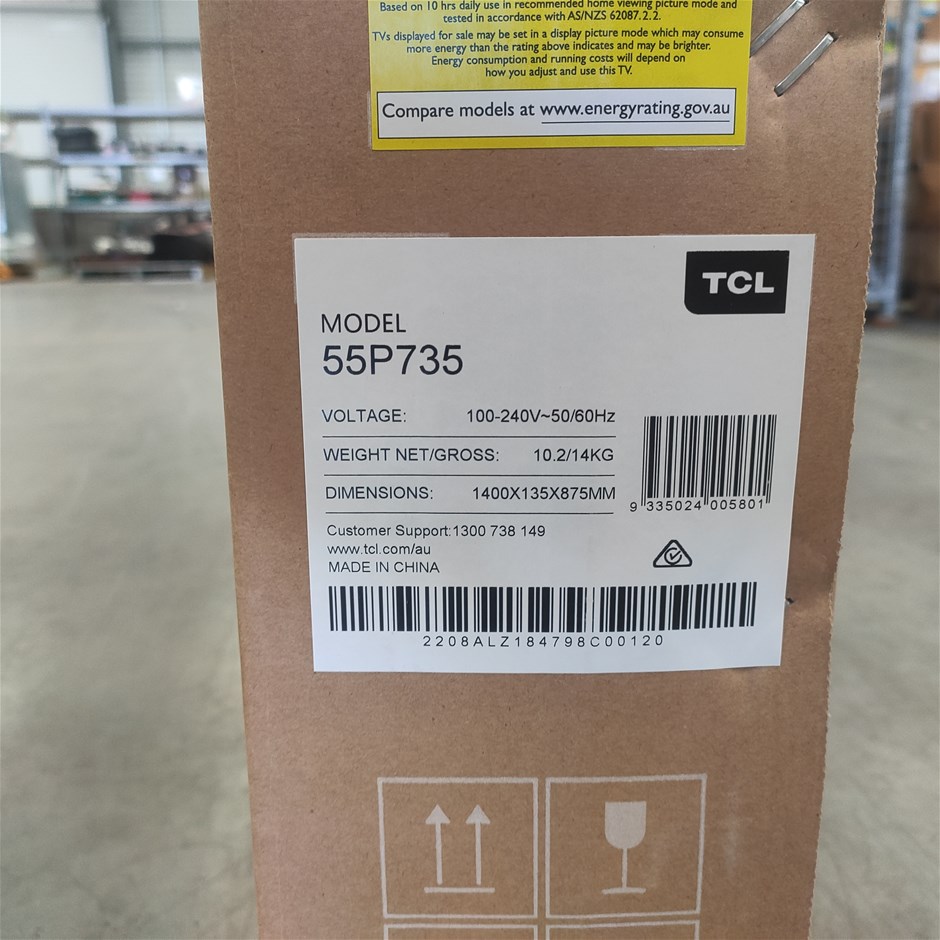 Based on 10 hrs daily use in recommended home viewing picture mode and
tested in accordance with AS/NZS 62087.2.2.
TVs displayed for sale may be set in a display picture mode which may consume
more energy than the rating above indicates and may be brighter.
Energy consumption and running costs will depend on
how you adjust and use this TV.
Compare models at www.energyrating.gov.au
TCL
MODEL
55P735
VOLTAGE: 100-240V~50/60Hz
WEIGHT NET/GROSS: 10.2/14KG
DIMENSIONS: 1400X135X875MM
9 335024 005801
Customer Support:1300 738 149
www.tcl.com/au
MADE IN CHINA
2208ALZ184798C00120